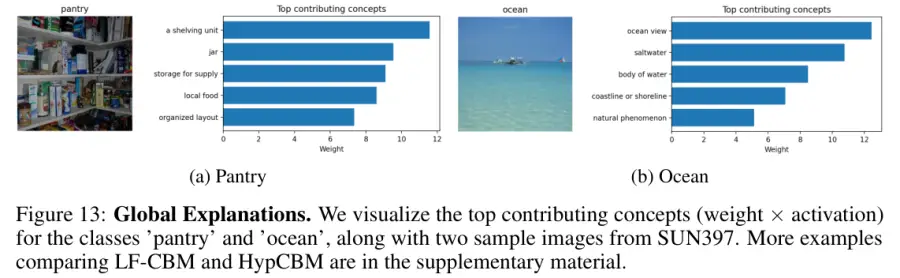 pantry
Top contributing concepts
a shelving unit
jar
storage for supply
local food
organized layout
0 2 4 6 8 10 12
Weight
ocean
Top contributing concepts
ocean view
saltwater
body of water
coastline or shoreline
natural phenomenon
0 2 4 6 8 10 12
Weight
(a) Pantry
(b) Ocean
Figure 13: Global Explanations. We visualize the top contributing concepts (weight × activation)
for the classes ’pantry’ and ’ocean’, along with two sample images from SUN397. More examples
comparing LF-CBM and HypCBM are in the supplementary material.